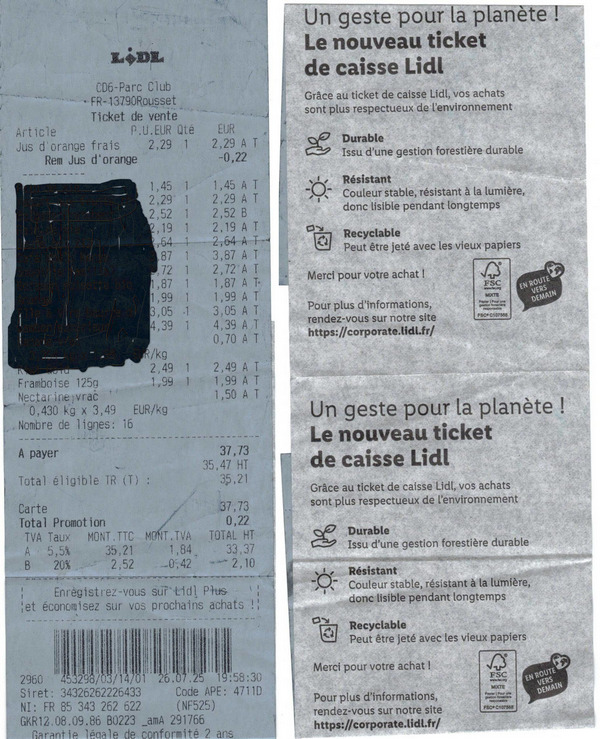 LiDL
CD6-Parc Club
FR-13790Rousset
Ticket de vente
Article P.U.EUR Qté EUR
Jus d'orange frais 2,29 1 2,29 A T
Rem Jus d'orange -0,22
1,45 1 1,45 A T
2,29 1 2,29 A T
2,52 1 2,52 B
2,19 1 2,19 A T
,64 1 2,64 A T
,87 1 3,87 A T
,72 1 2,72 A T
,87 1 1,87 A T
,99 1 1,99 A T
3,05 1 3,05 A T
4,39 1 4,39 A T
0,70 A T
R/kg
2,49 1 2,49 A T
Framboise 125g 1,99 1 1,99 A T
Nectarine vrac 1,50 A T
0,430 kg x 3,49 EUR/kg
Nombre de lignes: 16
A payer 37,73
35,47 HT
Total éligible TR (T) : 35,21
Carte 37,73
Total Promotion 0,22
TVA Taux MONT.TTC MONT.TVA TOTAL HT
A 5,5% 35,21 1,84 33,37
B 20% 2,52 0,42 2,10
Enregistrez-vous sur Lidl Plus
et économisez sur vos prochains achats !
2960 453298/03/14/01 26.07.25 19:58:30
Siret: 34326262226433 Code APE: 4711D
NI: FR 85 343 262 622 (NF525)
GKR12.08.09.86 B0223 _amA 291766
Garantie légale de conformité 2 ans
Un geste pour la planète !
Le nouveau ticket
de caisse Lidl
Grâce au ticket de caisse Lidl, vos achats
sont plus respectueux de l'environnement
Durable
Issu d'une gestion forestière durable
Résistant
Couleur stable, résistant à la lumière,
donc lisible pendant longtemps
Recyclable
Peut être jeté avec les vieux papiers
Merci pour votre achat !
FSC
MIXTE
EN ROUTE
VERS
DEMAIN
Pour plus d'informations,
rendez-vous sur notre site
https://corporate.lidl.fr/
Un geste pour la planète !
Le nouveau ticket
de caisse Lidl
Grâce au ticket de caisse Lidl, vos achats
sont plus respectueux de l'environnement
Durable
Issu d'une gestion forestière durable
Résistant
Couleur stable, résistant à la lumière,
donc lisible pendant longtemps
Recyclable
Peut être jeté avec les vieux papiers
Merci pour votre achat !
FSC
MIXTE
EN ROUTE
VERS
DEMAIN
Pour plus d'informations,
rendez-vous sur notre site
https://corporate.lidl.fr/